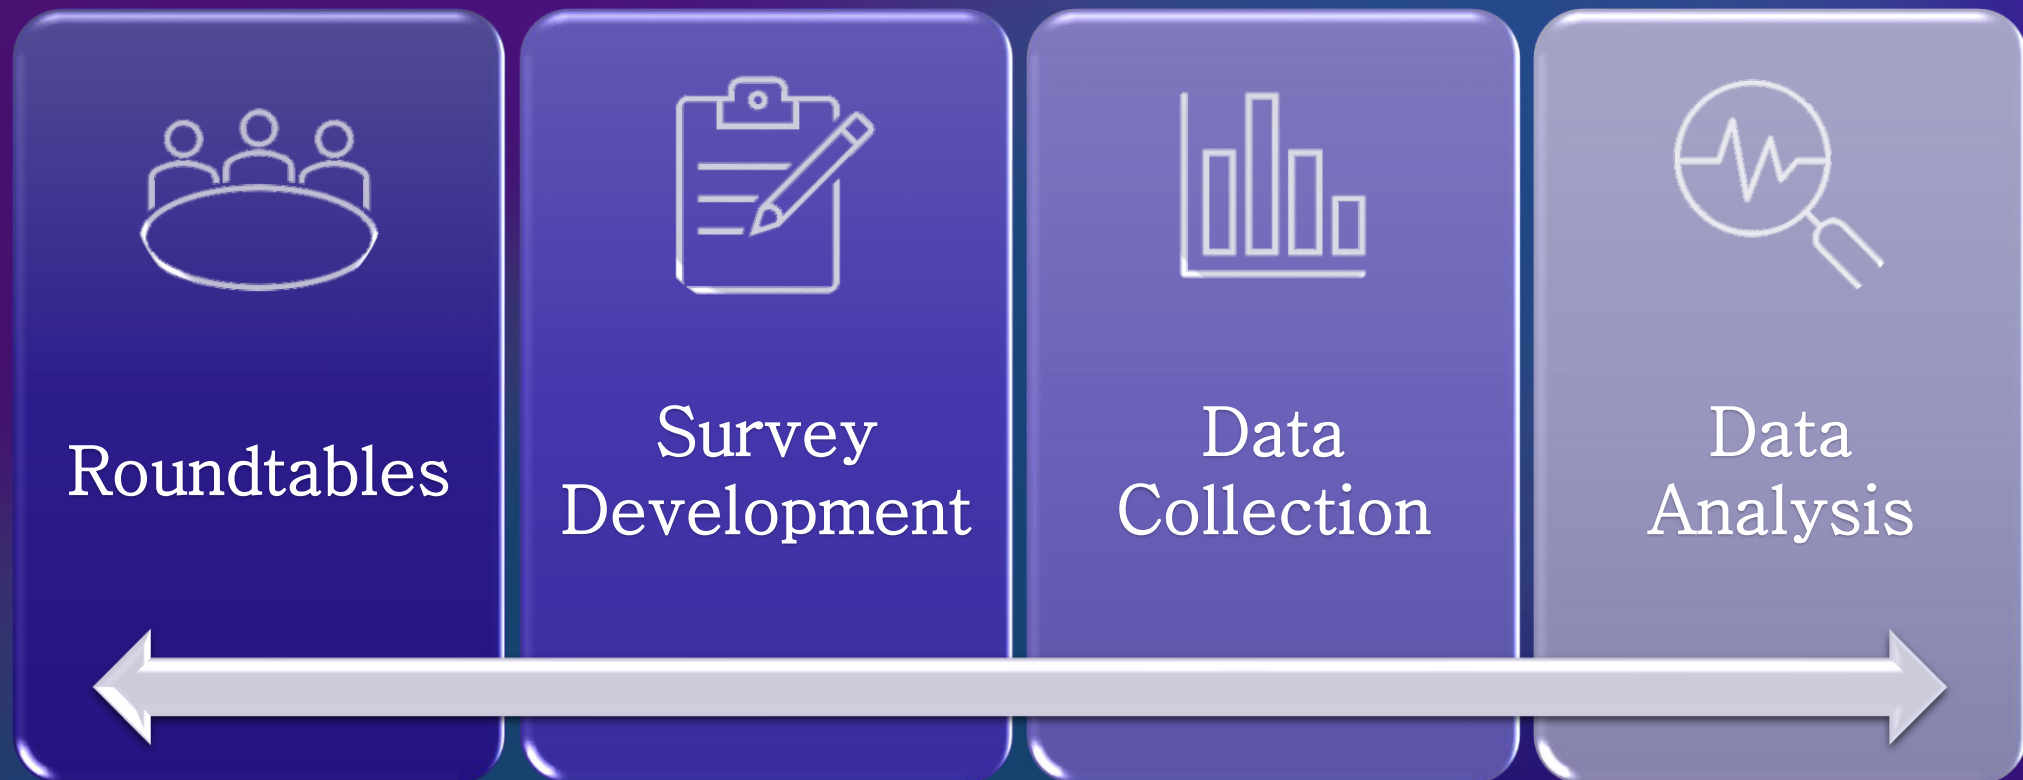 Roundtables
Survey
Development
Data
Collection
Data
Analysis